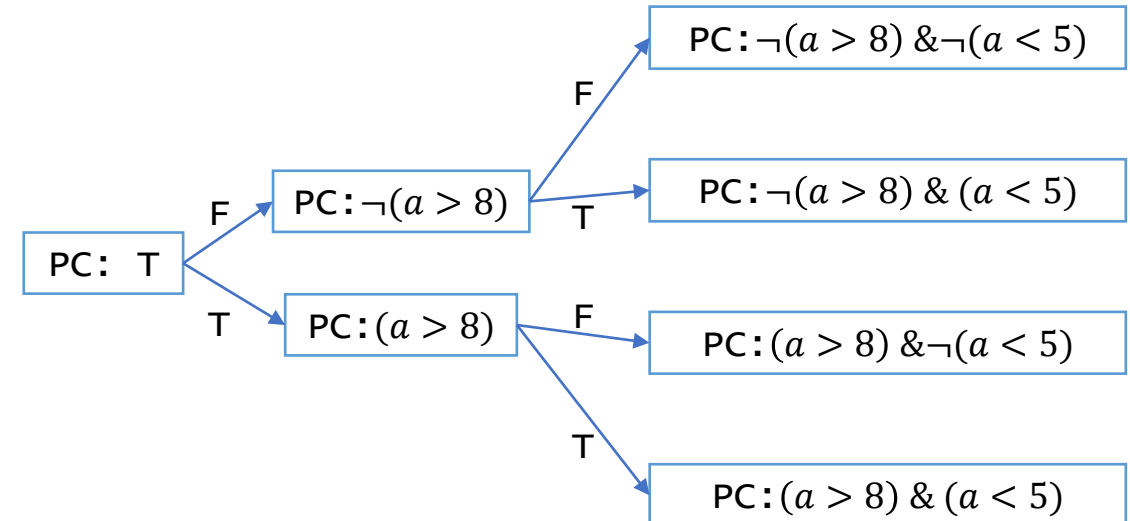 PC:¬(a > 8) &¬(a < 5)
F
PC:¬(a > 8) & (a < 5)
T
PC:¬(a > 8)
F
PC: T
T
PC:(a > 8)
F
PC:(a > 8) &¬(a < 5)
T
PC:(a > 8) & (a < 5)